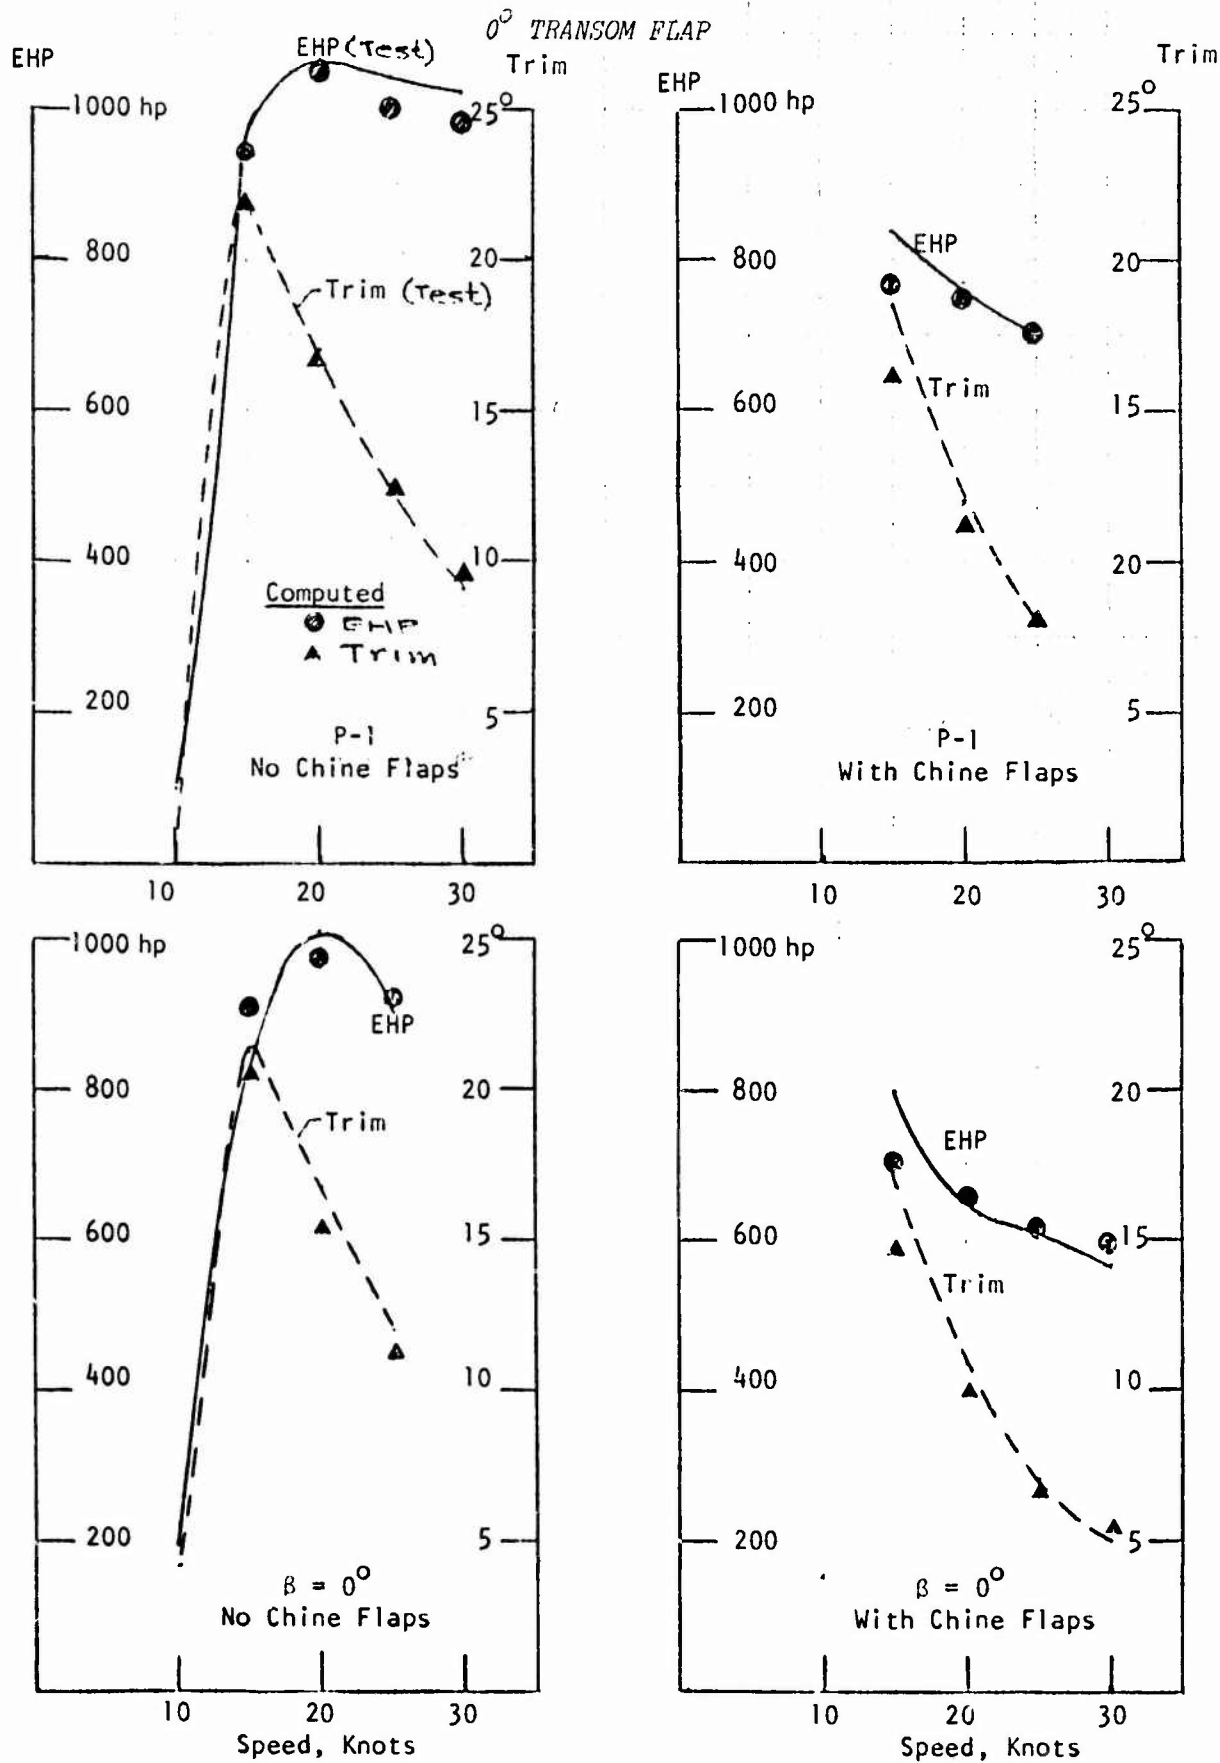 0° TRANSOM FLAP
EHP
EHP (Test)
Trim
1000 hp
25°
800
20
Trim (Test)
600
15
400
10
Computed
EHP
Trim
200
5
P-1
No Chine Flaps
10 20 30
EHP
Trim
1000 hp
25°
EHP
800
20
Trim
600
15
400
20
200
5
P-1
With Chine Flaps
10 20 30
1000 hp
25°
EHP
800
20
Trim
600
15
400
10
200
5
β = 0°
No Chine Flaps
10 20 30
Speed, Knots
1000 hp
25°
800
20
EHP
600
15
Trim
400
10
200
5
β = 0°
With Chine Flaps
10 20 30
Speed, Knots